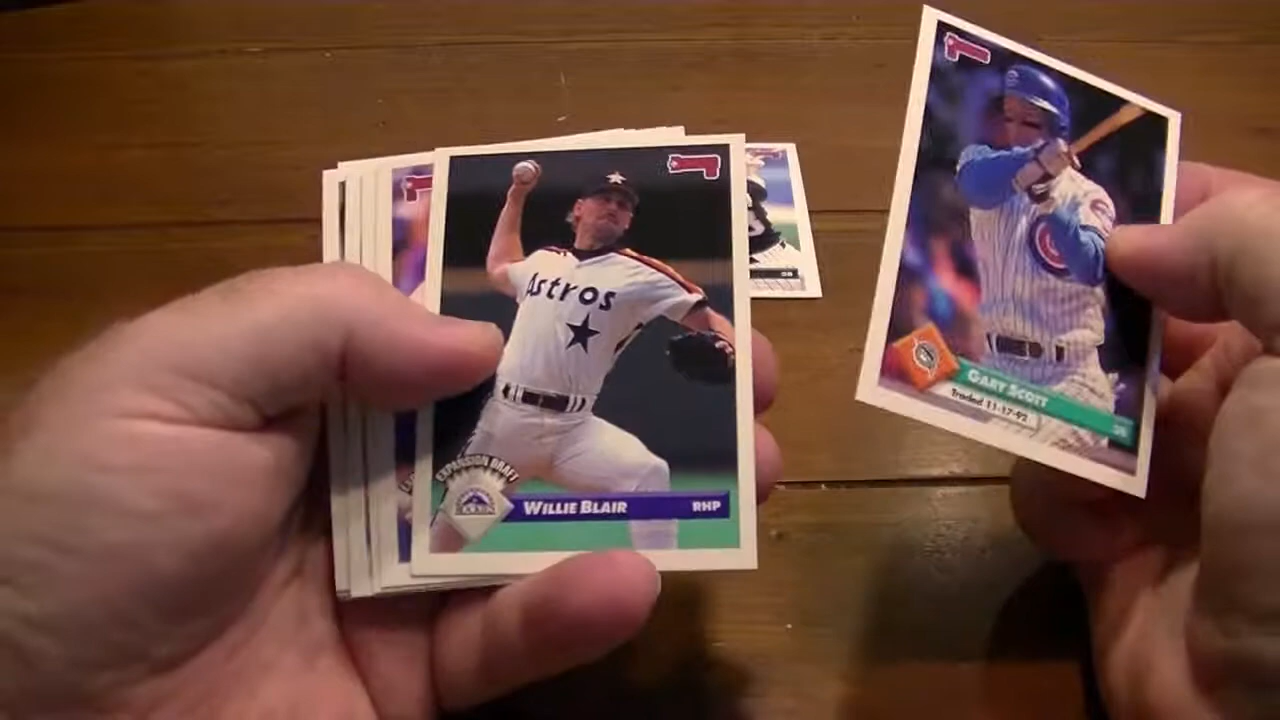 Astros
EXPANSION DRAFT
WILLIE BLAIR
RHP
GARY SCOTT
3B
Traded 11-17-92